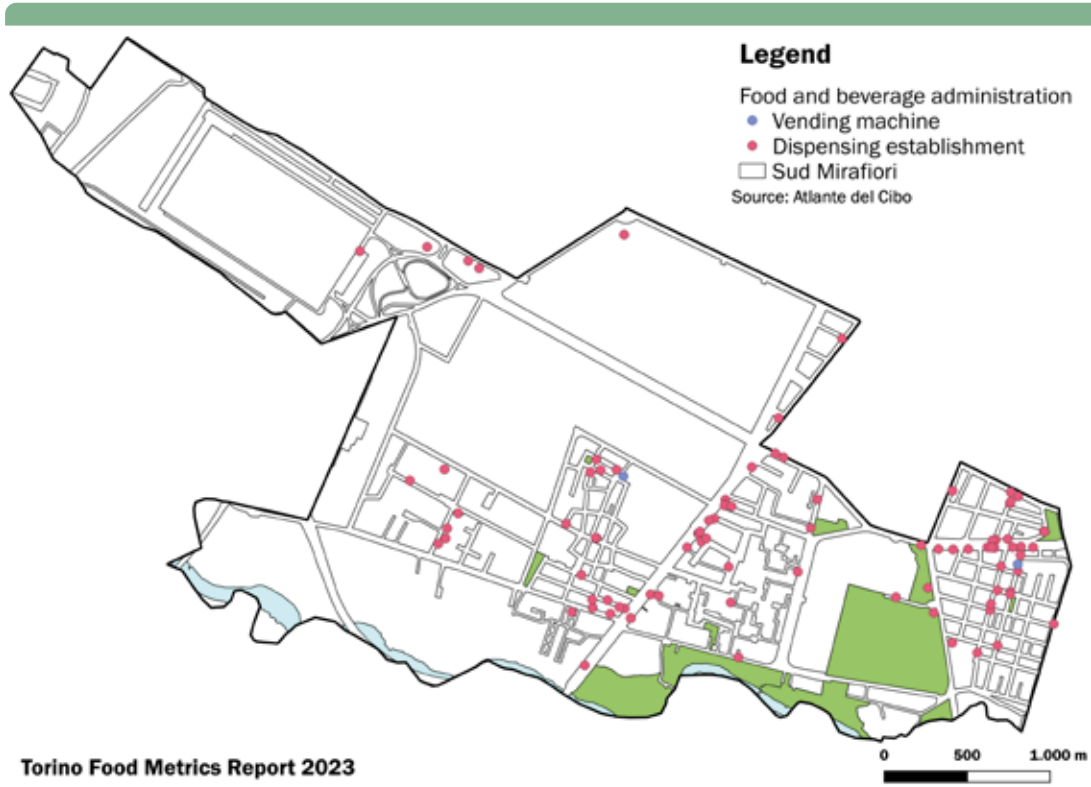 Legend
Food and beverage administration
Vending machine
Dispensing establishment
Sud Mirafiori
Source: Atlante del Cibo
Torino Food Metrics Report 2023
0 500 1.000 m